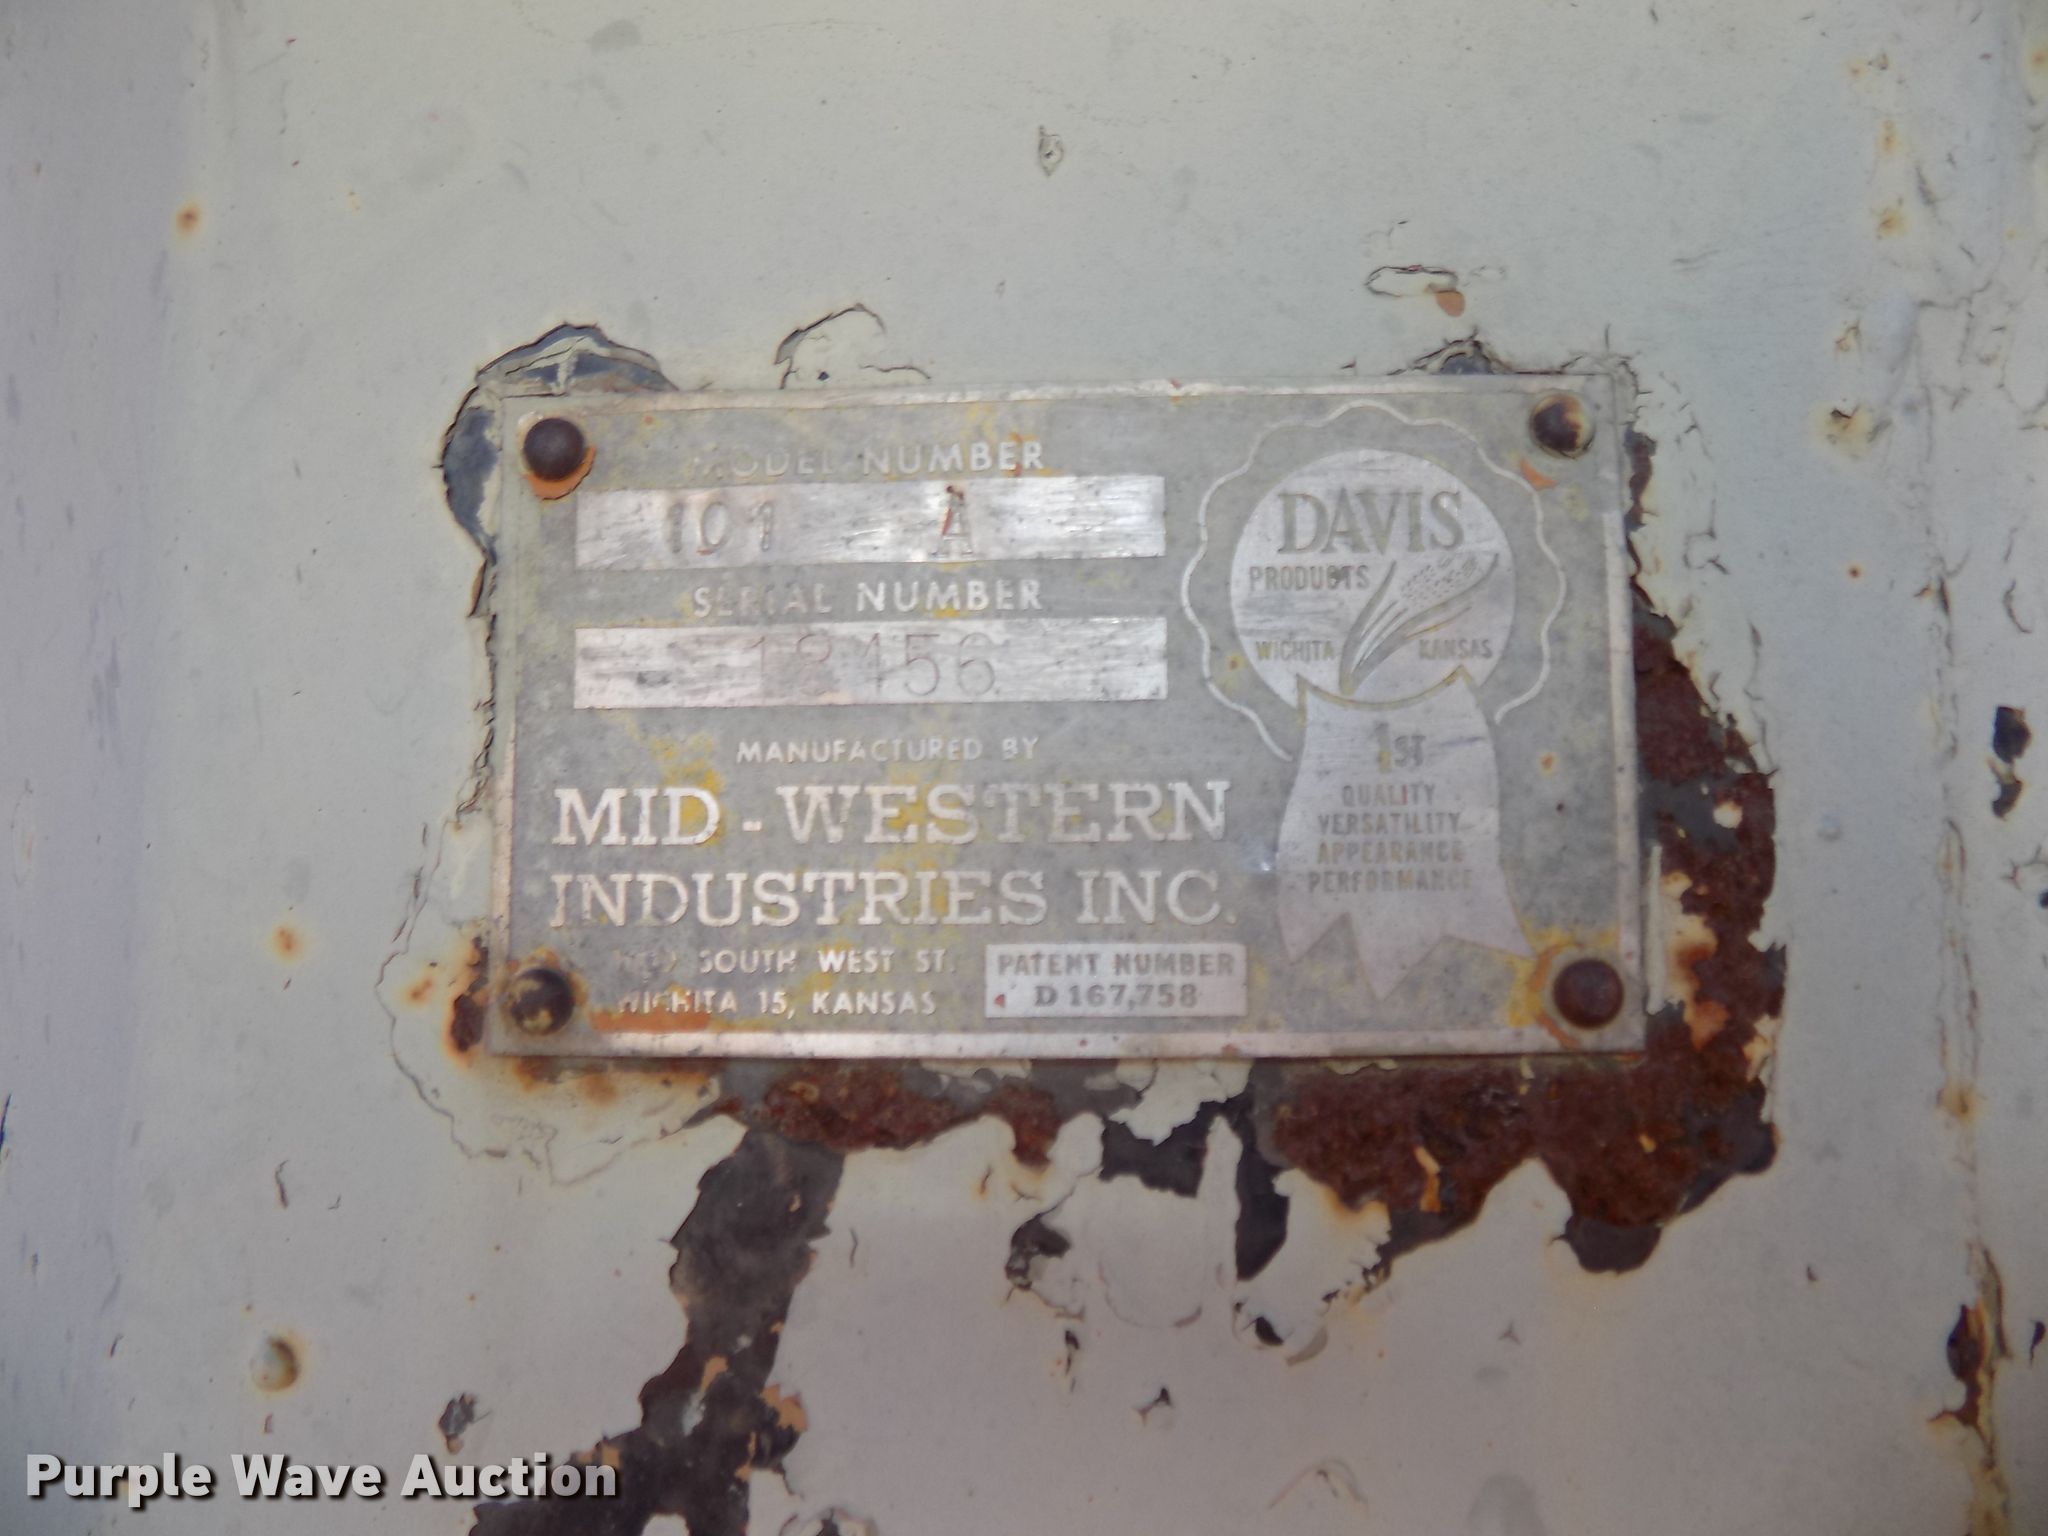 MODEL NUMBER
101 A
SERIAL NUMBER
18156
MANUFACTURED BY
MID-WESTERN
INDUSTRIES INC.
SOUTH WEST ST.
WICHITA 15, KANSAS
PATENT NUMBER
D 167,758
DAVIS
PRODUCTS
WICHITA KANSAS
1ST
QUALITY
VERSATILITY
APPEARANCE
PERFORMANCE
Purple Wave Auction